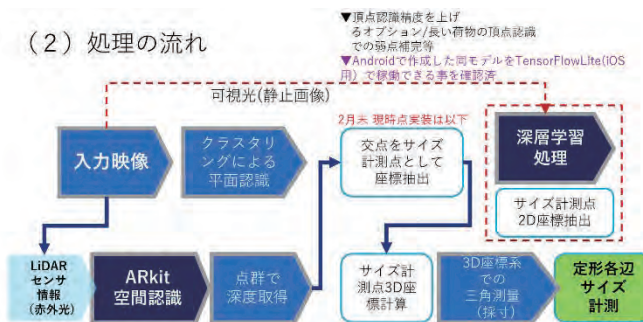 （2）処理の流れ
▼頂点認識精度を上げ
るオプション/長い荷物の頂点認識
での弱点補完等
▼Androidで作成した同モデルをTensorFlowLIte(iOS
用）で稼働できる事を確認済
可視光(静止画像)
2月末 現時点実装は以下
入力映像
クラスタリ
ングによる
平面認識
交点をサイズ
計測点として
座標抽出
深層学習
処理
サイズ計測点
2D座標抽出
LiDAR
センサ
情報
(赤外光)
ARkit
空間認識
点群で
深度取得
サイズ計
測点3D座
標計算
3D座標系
での
三角測量
（採寸）
定形各辺
サイズ
計測